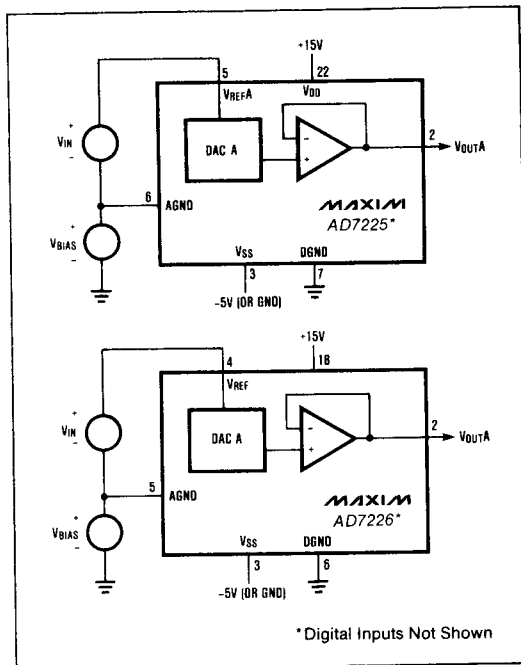 +15V
5
22
VREFA
VDD
VIN
+
−
DAC A
−
+
2
VOUTA
6
AGND
MAXIM
AD7225*
VBIAS
+
−
VSS
DGND
3
7
−5V (OR GND)
+15V
4
18
VREF
VIN
+
−
DAC A
−
+
2
VOUTA
5
AGND
MAXIM
AD7226*
VBIAS
+
−
VSS
DGND
3
6
−5V (OR GND)
*Digital Inputs Not Shown